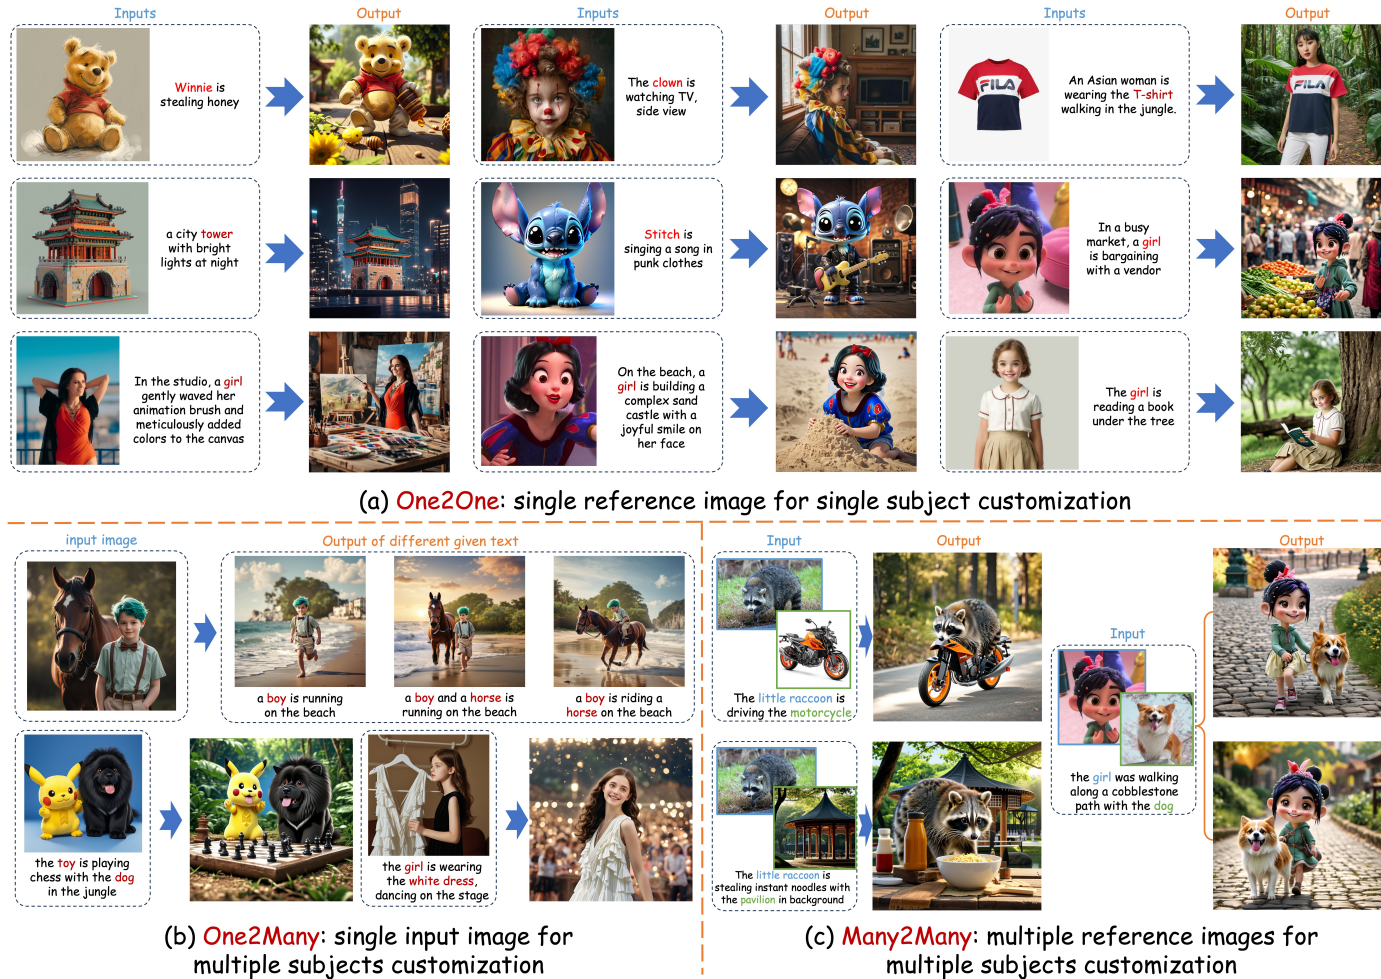 Inputs
Output
Inputs
Output
Inputs
Output
Winnie is
stealing honey
The clown is
watching TV,
side view
FILA
An Asian woman is
wearing the T-shirt
walking in the jungle.
FILA
a city tower
with bright
lights at night
Stitch is
singing a song in
punk clothes
In a busy
market, a girl
is bargaining
with a vendor
In the studio, a girl
gently waved her
animation brush and
meticulously added
colors to the canvas
On the beach, a
girl is building a
complex sand
castle with a
joyful smile on
her face
The girl is
reading a book
under the tree
(a) One2One: single reference image for single subject customization
input image
Output of different given text
a boy is running
on the beach
a boy and a horse is
running on the beach
a boy is riding a
horse on the beach
the toy is playing
chess with the dog
in the jungle
the girl is wearing
the white dress,
dancing on the stage
(b) One2Many: single input image for
multiple subjects customization
Input
Output
Output
The little raccoon is
driving the motorcycle
Input
the girl was walking
along a cobblestone
path with the dog
The little raccoon is
stealing instant noodles with
the pavilion in background
(c) Many2Many: multiple reference images for
multiple subjects customization